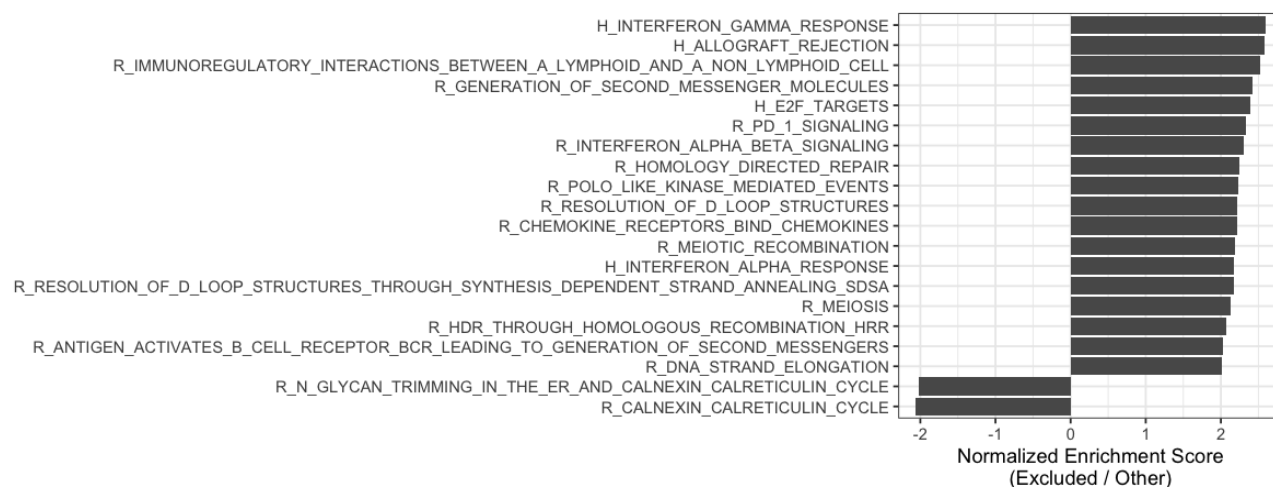 H_INTERFERON_GAMMA_RESPONSE
H_ALLOGRAFT_REJECTION
R_IMMUNOREGULATORY_INTERACTIONS_BETWEEN_A_LYMPHOID_AND_A_NON_LYMPHOID_CELL
R_GENERATION_OF_SECOND_MESSENGER_MOLECULES
H_E2F_TARGETS
R_PD_1_SIGNALING
R_INTERFERON_ALPHA_BETA_SIGNALING
R_HOMOLOGY_DIRECTED_REPAIR
R_POLO_LIKE_KINASE_MEDIATED_EVENTS
R_RESOLUTION_OF_D_LOOP_STRUCTURES
R_CHEMOKINE_RECEPTORS_BIND_CHEMOKINES
R_MEIOTIC_RECOMBINATION
H_INTERFERON_ALPHA_RESPONSE
R_RESOLUTION_OF_D_LOOP_STRUCTURES_THROUGH_SYNTHESIS_DEPENDENT_STRAND_ANNEALING_SDSA
R_MEIOSIS
R_HDR_THROUGH_HOMOLOGOUS_RECOMBINATION_HRR
R_ANTIGEN_ACTIVATES_B_CELL_RECEPTOR_BCR_LEADING_TO_GENERATION_OF_SECOND_MESSENGERS
R_DNA_STRAND_ELONGATION
R_N_GLYCAN_TRIMMING_IN_THE_ER_AND_CALNEXIN_CALRETICULIN_CYCLE
R_CALNEXIN_CALRETICULIN_CYCLE
-2 -1 0 1 2
Normalized Enrichment Score
(Excluded / Other)